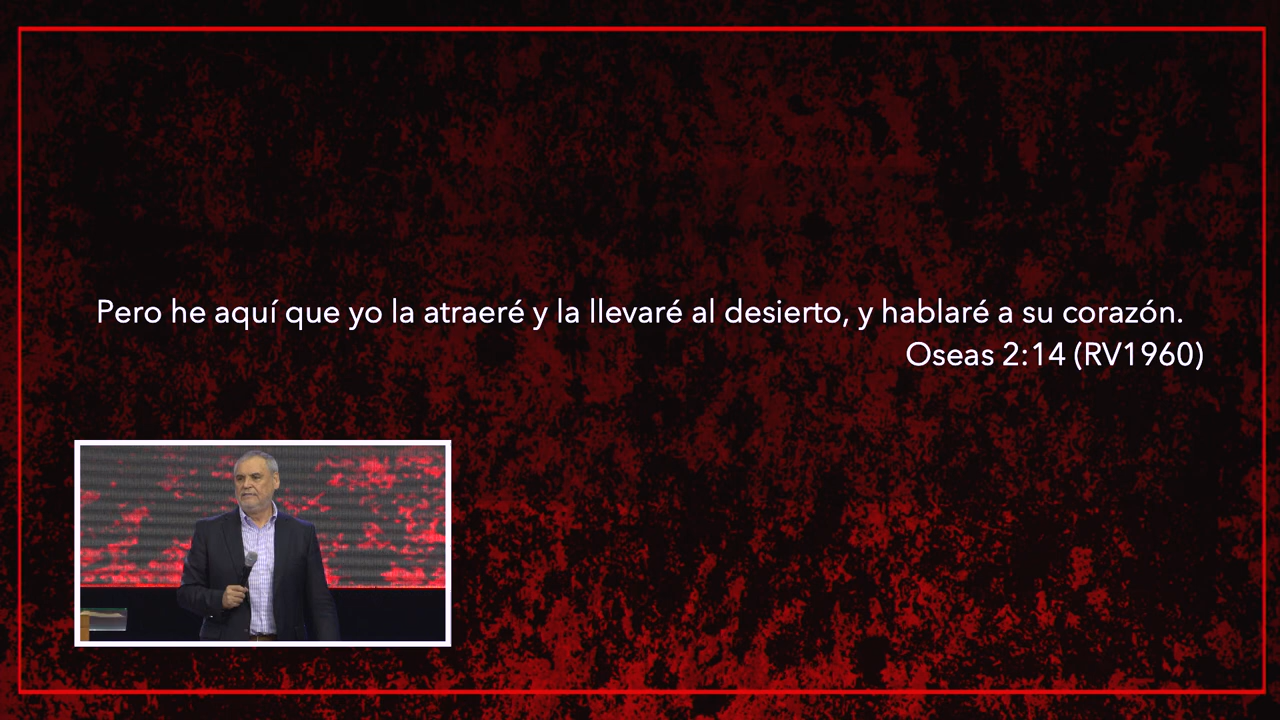 Pero he aquí que yo la atraeré y la llevaré al desierto, y hablaré a su corazón.
Oseas 2:14 (RV1960)